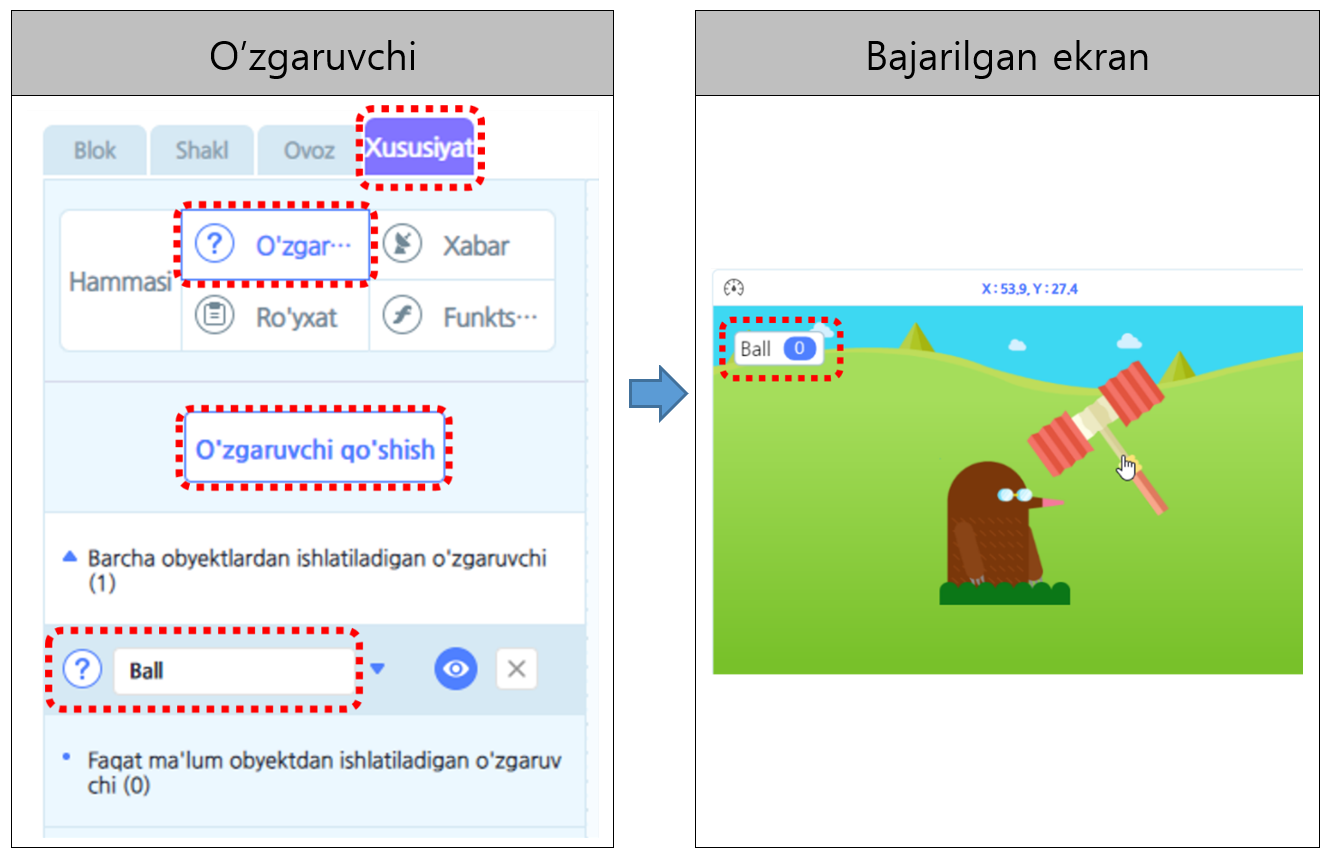 O’zgaruvchi
Blok
Shakl
Ovoz
Xususiyat
Hammasi
? O'zgar···
Xabar
Ro'yxat
Funkts···
O'zgaruvchi qo'shish
Barcha obyektlardan ishlatiladigan o'zgaruvchi
(1)
? Ball
Faqat ma'lum obyektdan ishlatiladigan o'zgaruv
chi (0)
Bajarilgan ekran
X : 53.9, Y : 27.4
Ball 0